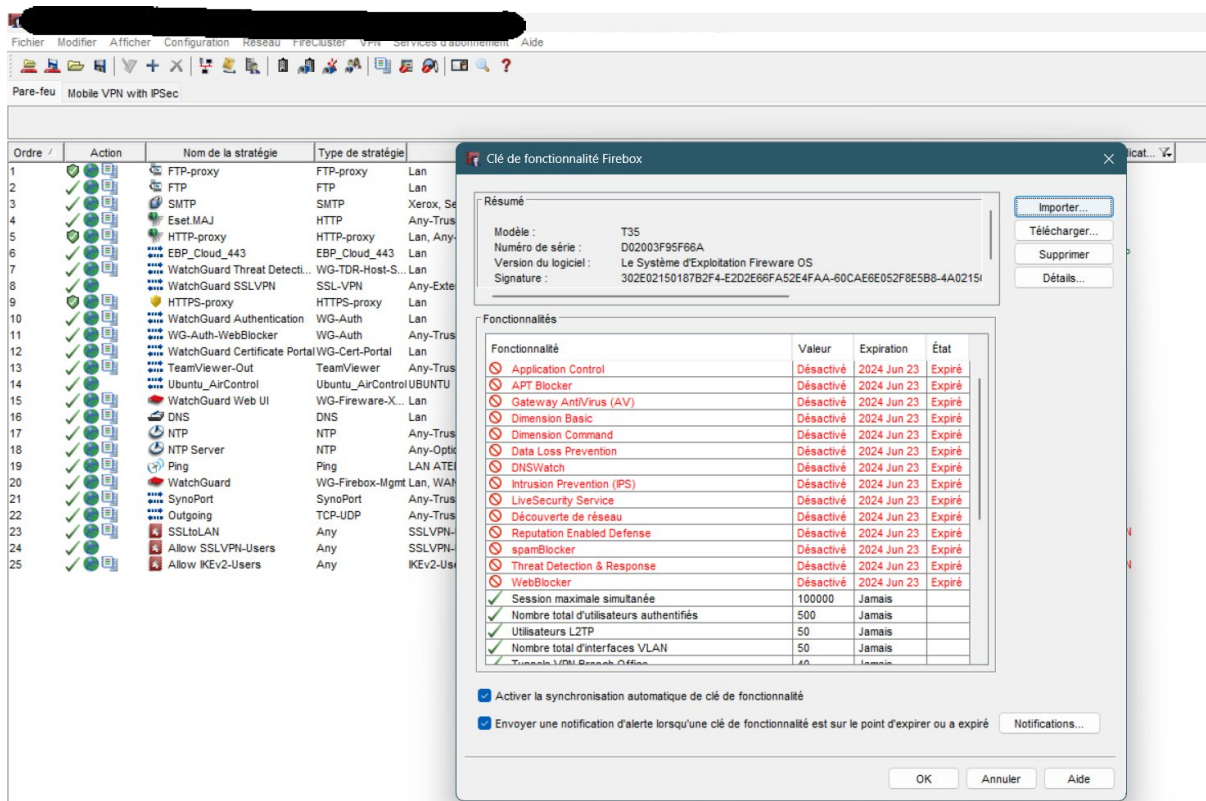 Fichier Modifier Afficher Configuration Réseau FireCluster VPN Services d'abonnement Aide
Pare-feu Mobile VPN with IPSec
Ordre Action Nom de la stratégie Type de stratégie
1 FTP-proxy FTP-proxy Lan
2 FTP FTP Lan
3 SMTP SMTP Xerox, Se
4 Eset.MAJ HTTP Any-Trus
5 HTTP-proxy HTTP-proxy Lan, Any-
6 EBP_Cloud_443 EBP_Cloud_443 Lan
7 WatchGuard Threat Detecti... WG-TDR-Host-S... Lan
8 WatchGuard SSLVPN SSL-VPN Any-Exte
9 HTTPS-proxy HTTPS-proxy Lan
10 WatchGuard Authentication WG-Auth Lan
11 WG-Auth-WebBlocker WG-Auth Any-Trus
12 WatchGuard Certificate Portal WG-Cert-Portal Lan
13 TeamViewer-Out TeamViewer Any-Trus
14 Ubuntu_AirControl Ubuntu_AirControl UBUNTU
15 WatchGuard Web UI WG-Fireware-X... Lan
16 DNS DNS Lan
17 NTP NTP Any-Trus
18 NTP Server NTP Any-Optic
19 Ping Ping LAN ATEL
20 WatchGuard WG-Firebox-Mgmt Lan, WAN
21 SynoPort SynoPort Any-Trus
22 Outgoing TCP-UDP Any-Trus
23 SSLtoLAN Any SSLVPN-
24 Allow SSLVPN-Users Any SSLVPN-
25 Allow IKEv2-Users Any IKEv2-Use
licat...
Clé de fonctionnalité Firebox
Résumé
Modèle : T35
Numéro de série : D02003F95F66A
Version du logiciel : Le Système d'Exploitation Fireware OS
Signature : 302E02150187B2F4-E2D2E66FA52E4FAA-60CAE6E052F8E5B8-4A0215
Importer...
Télécharger...
Supprimer
Détails...
Fonctionnalités
Fonctionnalité Valeur Expiration État
Application Control Désactivé 2024 Jun 23 Expiré
APT Blocker Désactivé 2024 Jun 23 Expiré
Gateway AntiVirus (AV) Désactivé 2024 Jun 23 Expiré
Dimension Basic Désactivé 2024 Jun 23 Expiré
Dimension Command Désactivé 2024 Jun 23 Expiré
Data Loss Prevention Désactivé 2024 Jun 23 Expiré
DNSWatch Désactivé 2024 Jun 23 Expiré
Intrusion Prevention (IPS) Désactivé 2024 Jun 23 Expiré
LiveSecurity Service Désactivé 2024 Jun 23 Expiré
Découverte de réseau Désactivé 2024 Jun 23 Expiré
Reputation Enabled Defense Désactivé 2024 Jun 23 Expiré
spamBlocker Désactivé 2024 Jun 23 Expiré
Threat Detection & Response Désactivé 2024 Jun 23 Expiré
WebBlocker Désactivé 2024 Jun 23 Expiré
Session maximale simultanée 100000 Jamais
Nombre total d'utilisateurs authentifiés 500 Jamais
Utilisateurs L2TP 50 Jamais
Nombre total d'interfaces VLAN 50 Jamais
Tunnels VPN Branch Office 40 Jamais
Activer la synchronisation automatique de clé de fonctionnalité
Envoyer une notification d'alerte lorsqu'une clé de fonctionnalité est sur le point d'expirer ou a expiré
Notifications...
OK Annuler Aide